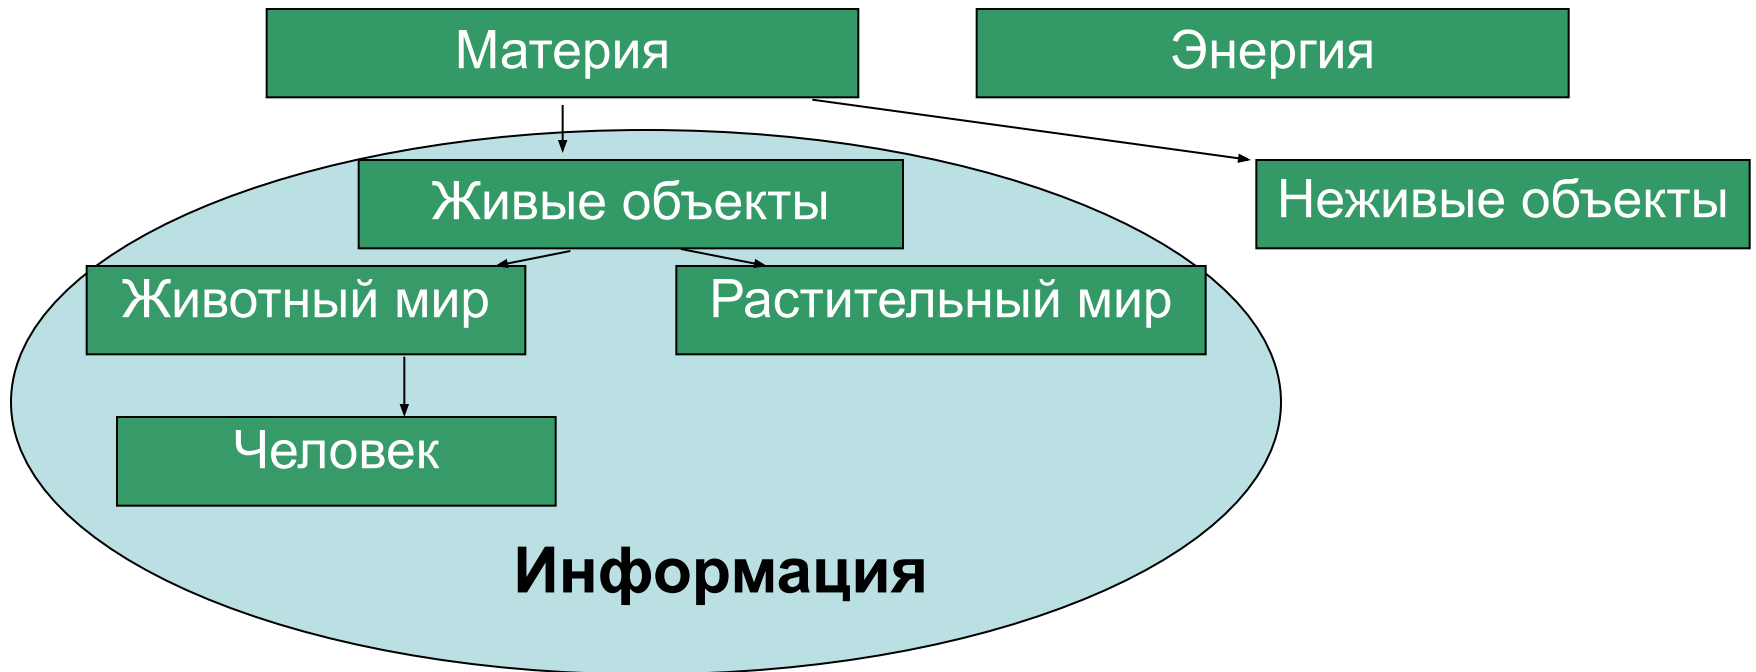 Материя
Энергия
Живые объекты
Неживые объекты
Животный мир
Растительный мир
Человек
Информация